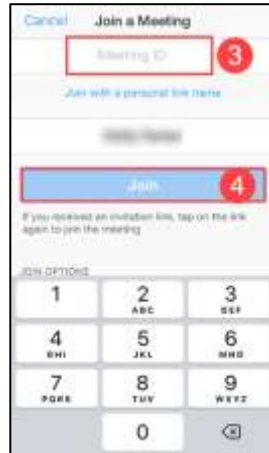 Cancel Join a Meeting
Meeting ID 3
Join with a personal link name
Join 4
If you received an invitation link, tap on the link
again to join the meeting
JOIN OPTIONS
1 2 3
ABC DEF
4 5 6
GHI JKL MNO
7 8 9
PQRS TUV WXYZ
0